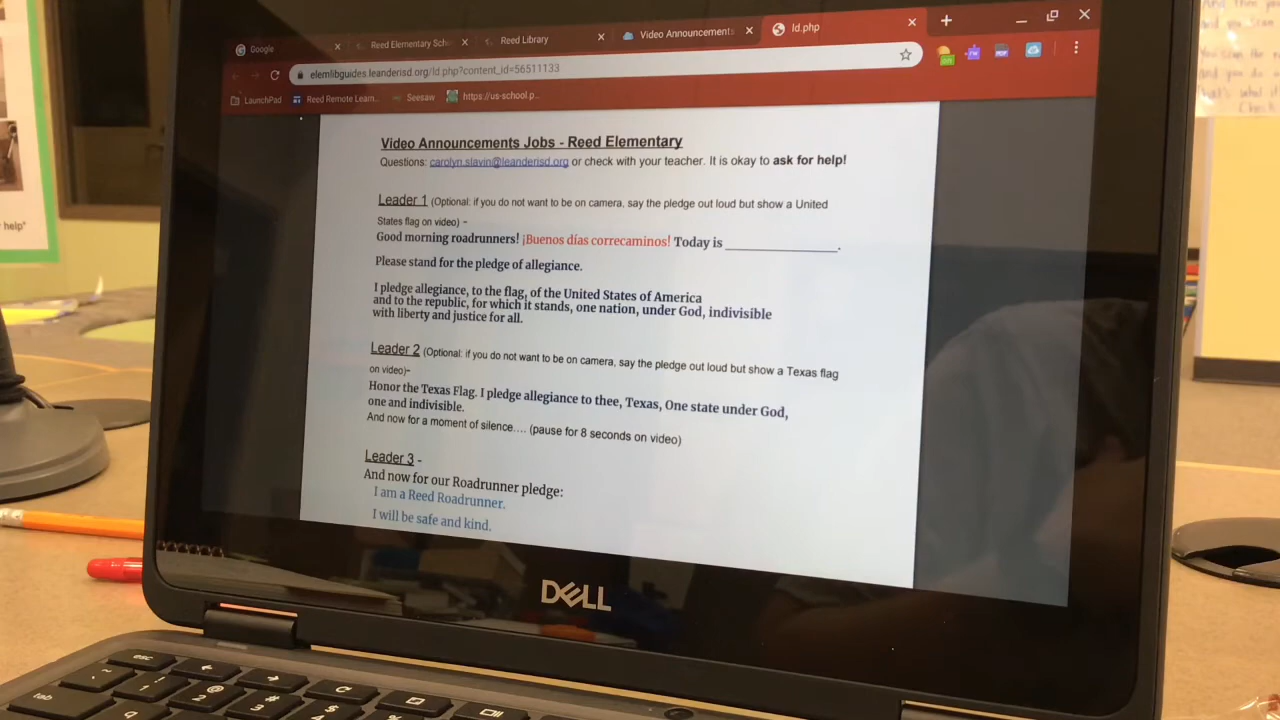 Google
Reed Elementary Sch
Reed Library
Video Announcements
ld.php
elemlibguides.leanderisd.org/ld.php?content_id=56511133
LaunchPad
Reed Remote Learn...
Seesaw
https://us-school.p...
Video Announcements Jobs - Reed Elementary
Questions: carolyn.slavin@leanderisd.org or check with your teacher. It is okay to ask for help!
Leader 1 (Optional: if you do not want to be on camera, say the pledge out loud but show a United
States flag on video) -
Good morning roadrunners! ¡Buenos días correcaminos! Today is _______________.
Please stand for the pledge of allegiance.
I pledge allegiance, to the flag, of the United States of America
and to the republic, for which it stands, one nation, under God, indivisible
with liberty and justice for all.
Leader 2 (Optional: if you do not want to be on camera, say the pledge out loud but show a Texas flag
on video)-
Honor the Texas Flag. I pledge allegiance to thee, Texas, One state under God,
one and indivisible.
And now for a moment of silence.... (pause for 8 seconds on video)
Leader 3 -
And now for our Roadrunner pledge:
I am a Reed Roadrunner.
I will be safe and kind,
DELL
esc
tab
help"